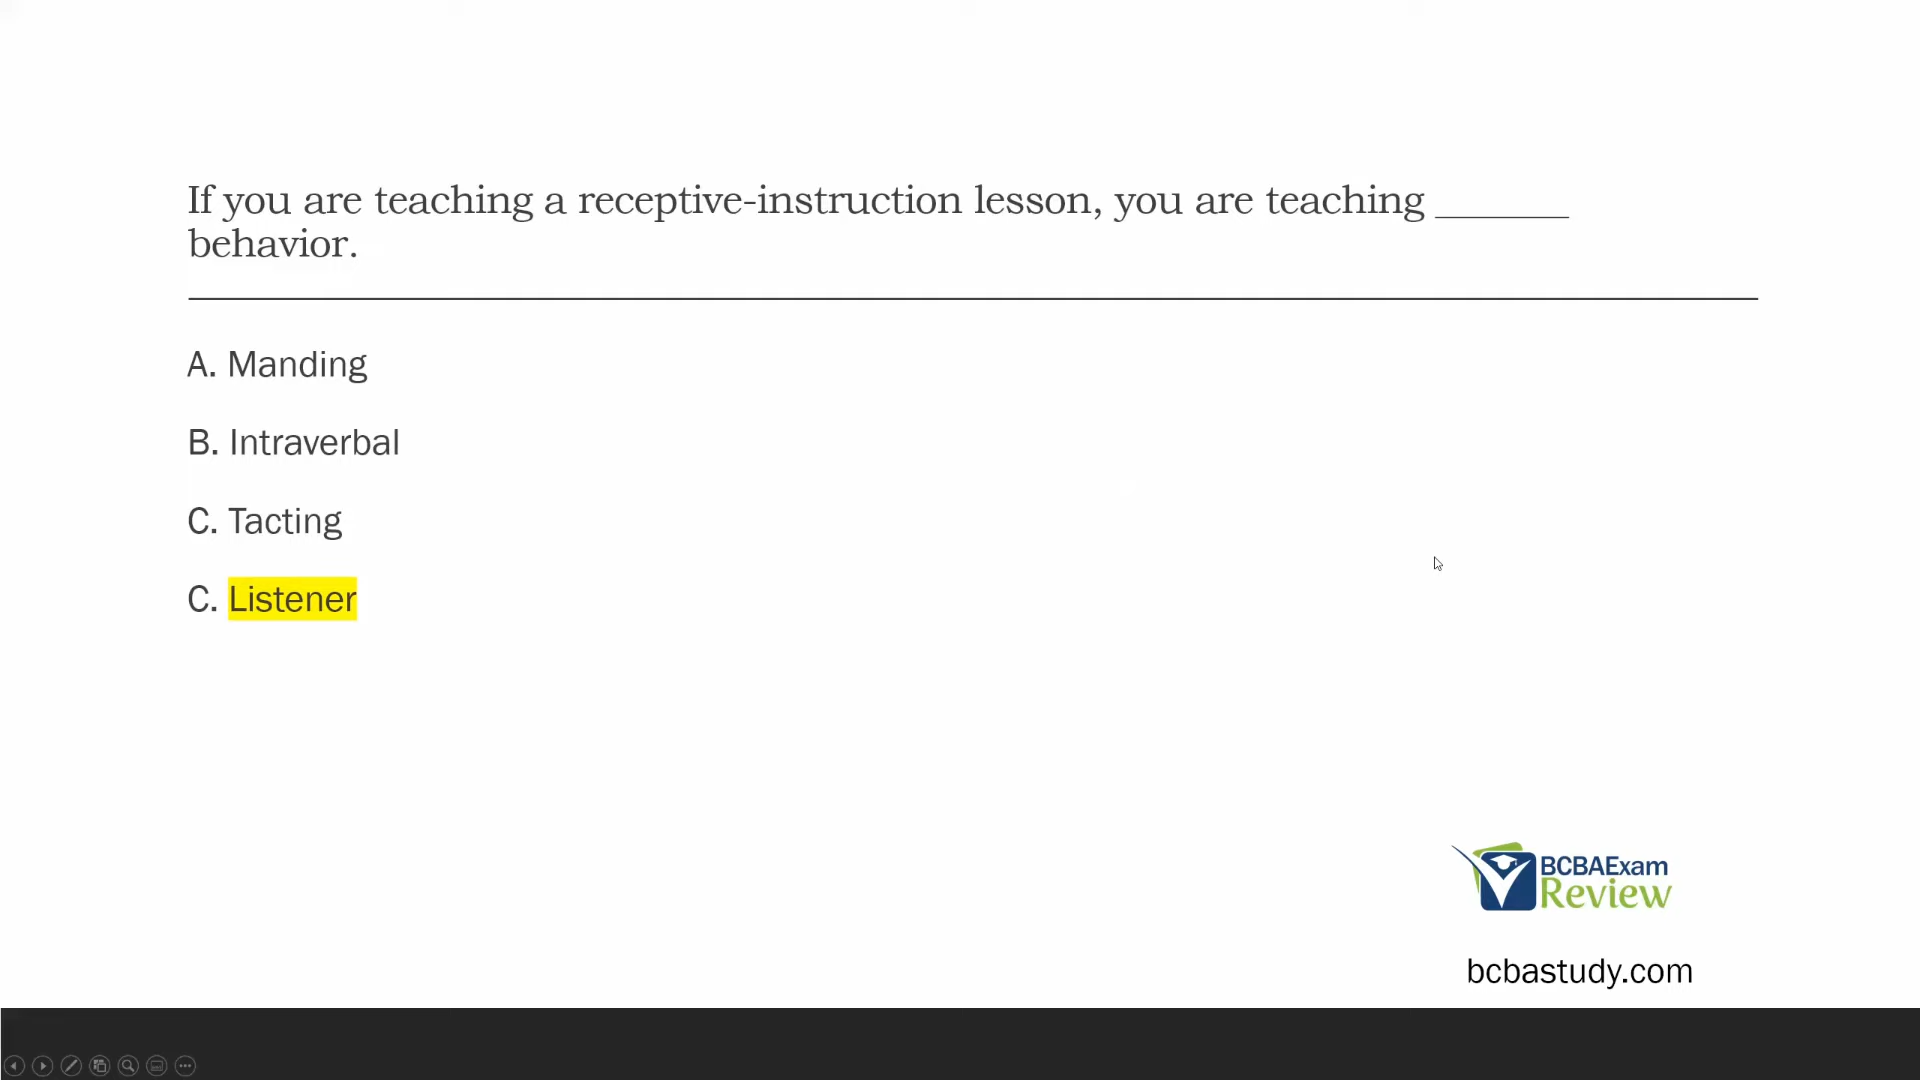 If you are teaching a receptive-instruction lesson, you are teaching _______
behavior.
A. Manding
B. Intraverbal
C. Tacting
C. Listener
BCBAExam
Review
bcbastudy.com